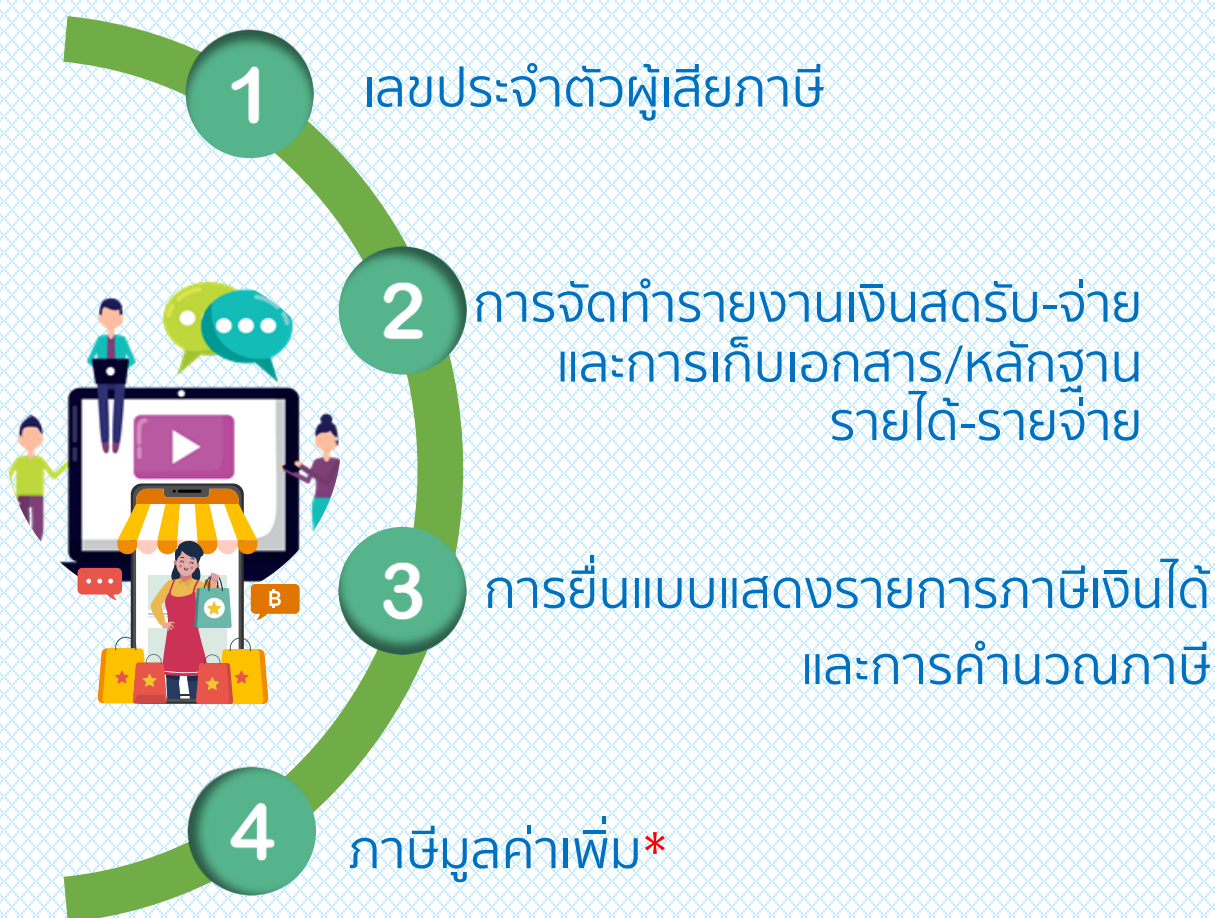 1
เลขประจำตัวผู้เสียภาษี
2
การจัดทำรายงานเงินสดรับ-จ่าย
และการเก็บเอกสาร/หลักฐาน
รายได้-รายจ่าย
3
การยื่นแบบแสดงรายการภาษีเงินได้
และการคำนวณภาษี
฿
4
ภาษีมูลค่าเพิ่ม*